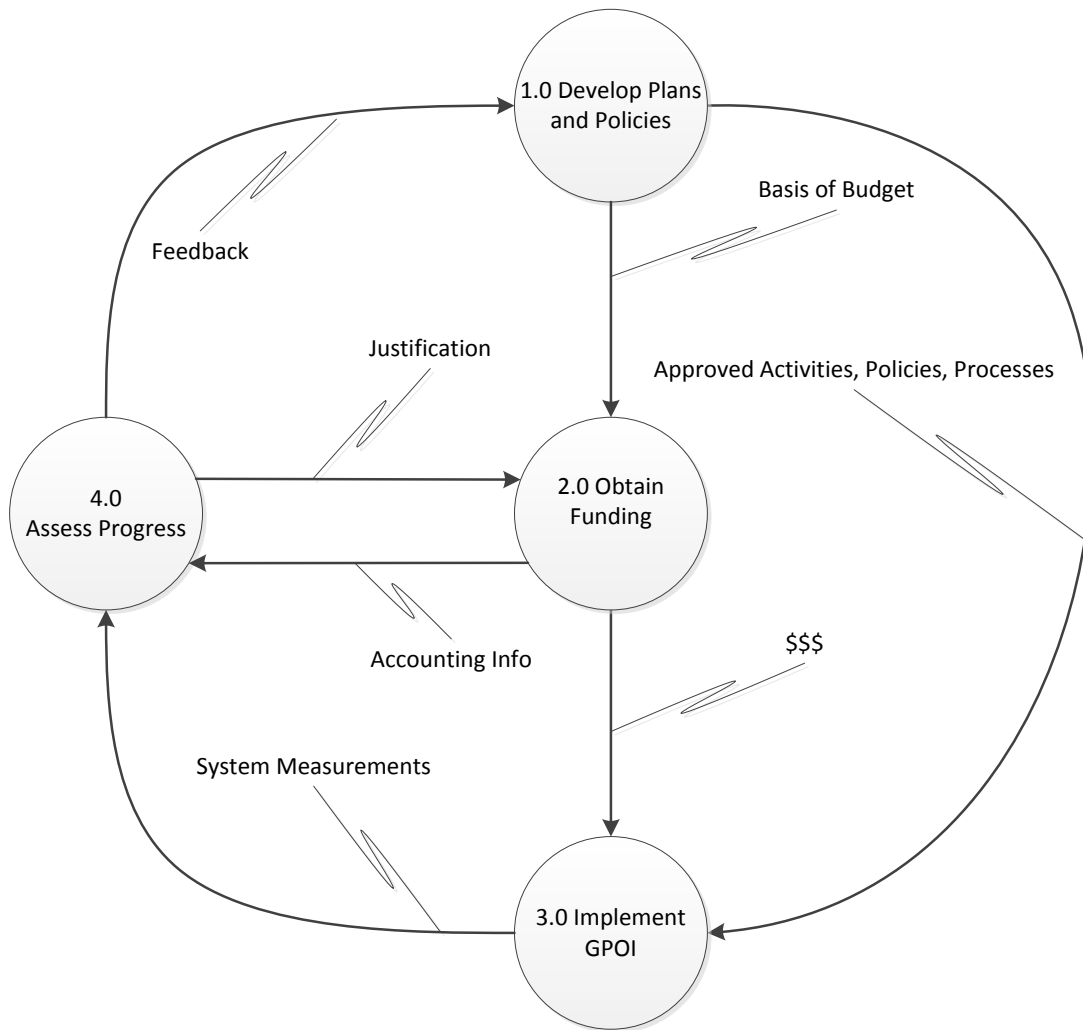 1.0 Develop Plans
and Policies
Basis of Budget
Feedback
Justification
Approved Activities, Policies, Processes
4.0
Assess Progress
2.0 Obtain
Funding
Accounting Info
$$$
System Measurements
3.0 Implement
GPOI